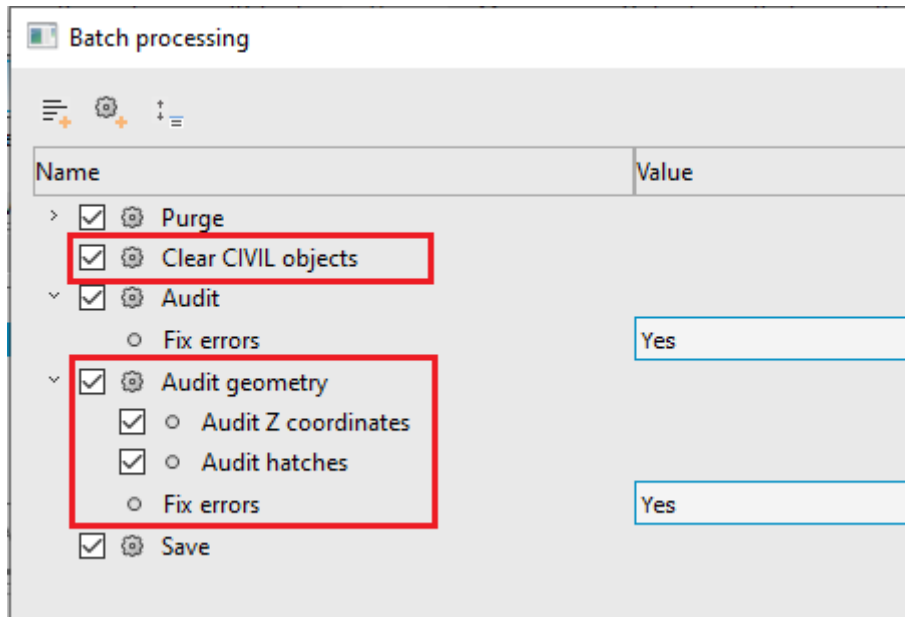 Batch processing
Name Value
Purge
Clear CIVIL objects
Audit
Fix errors Yes
Audit geometry
Audit Z coordinates
Audit hatches
Fix errors Yes
Save